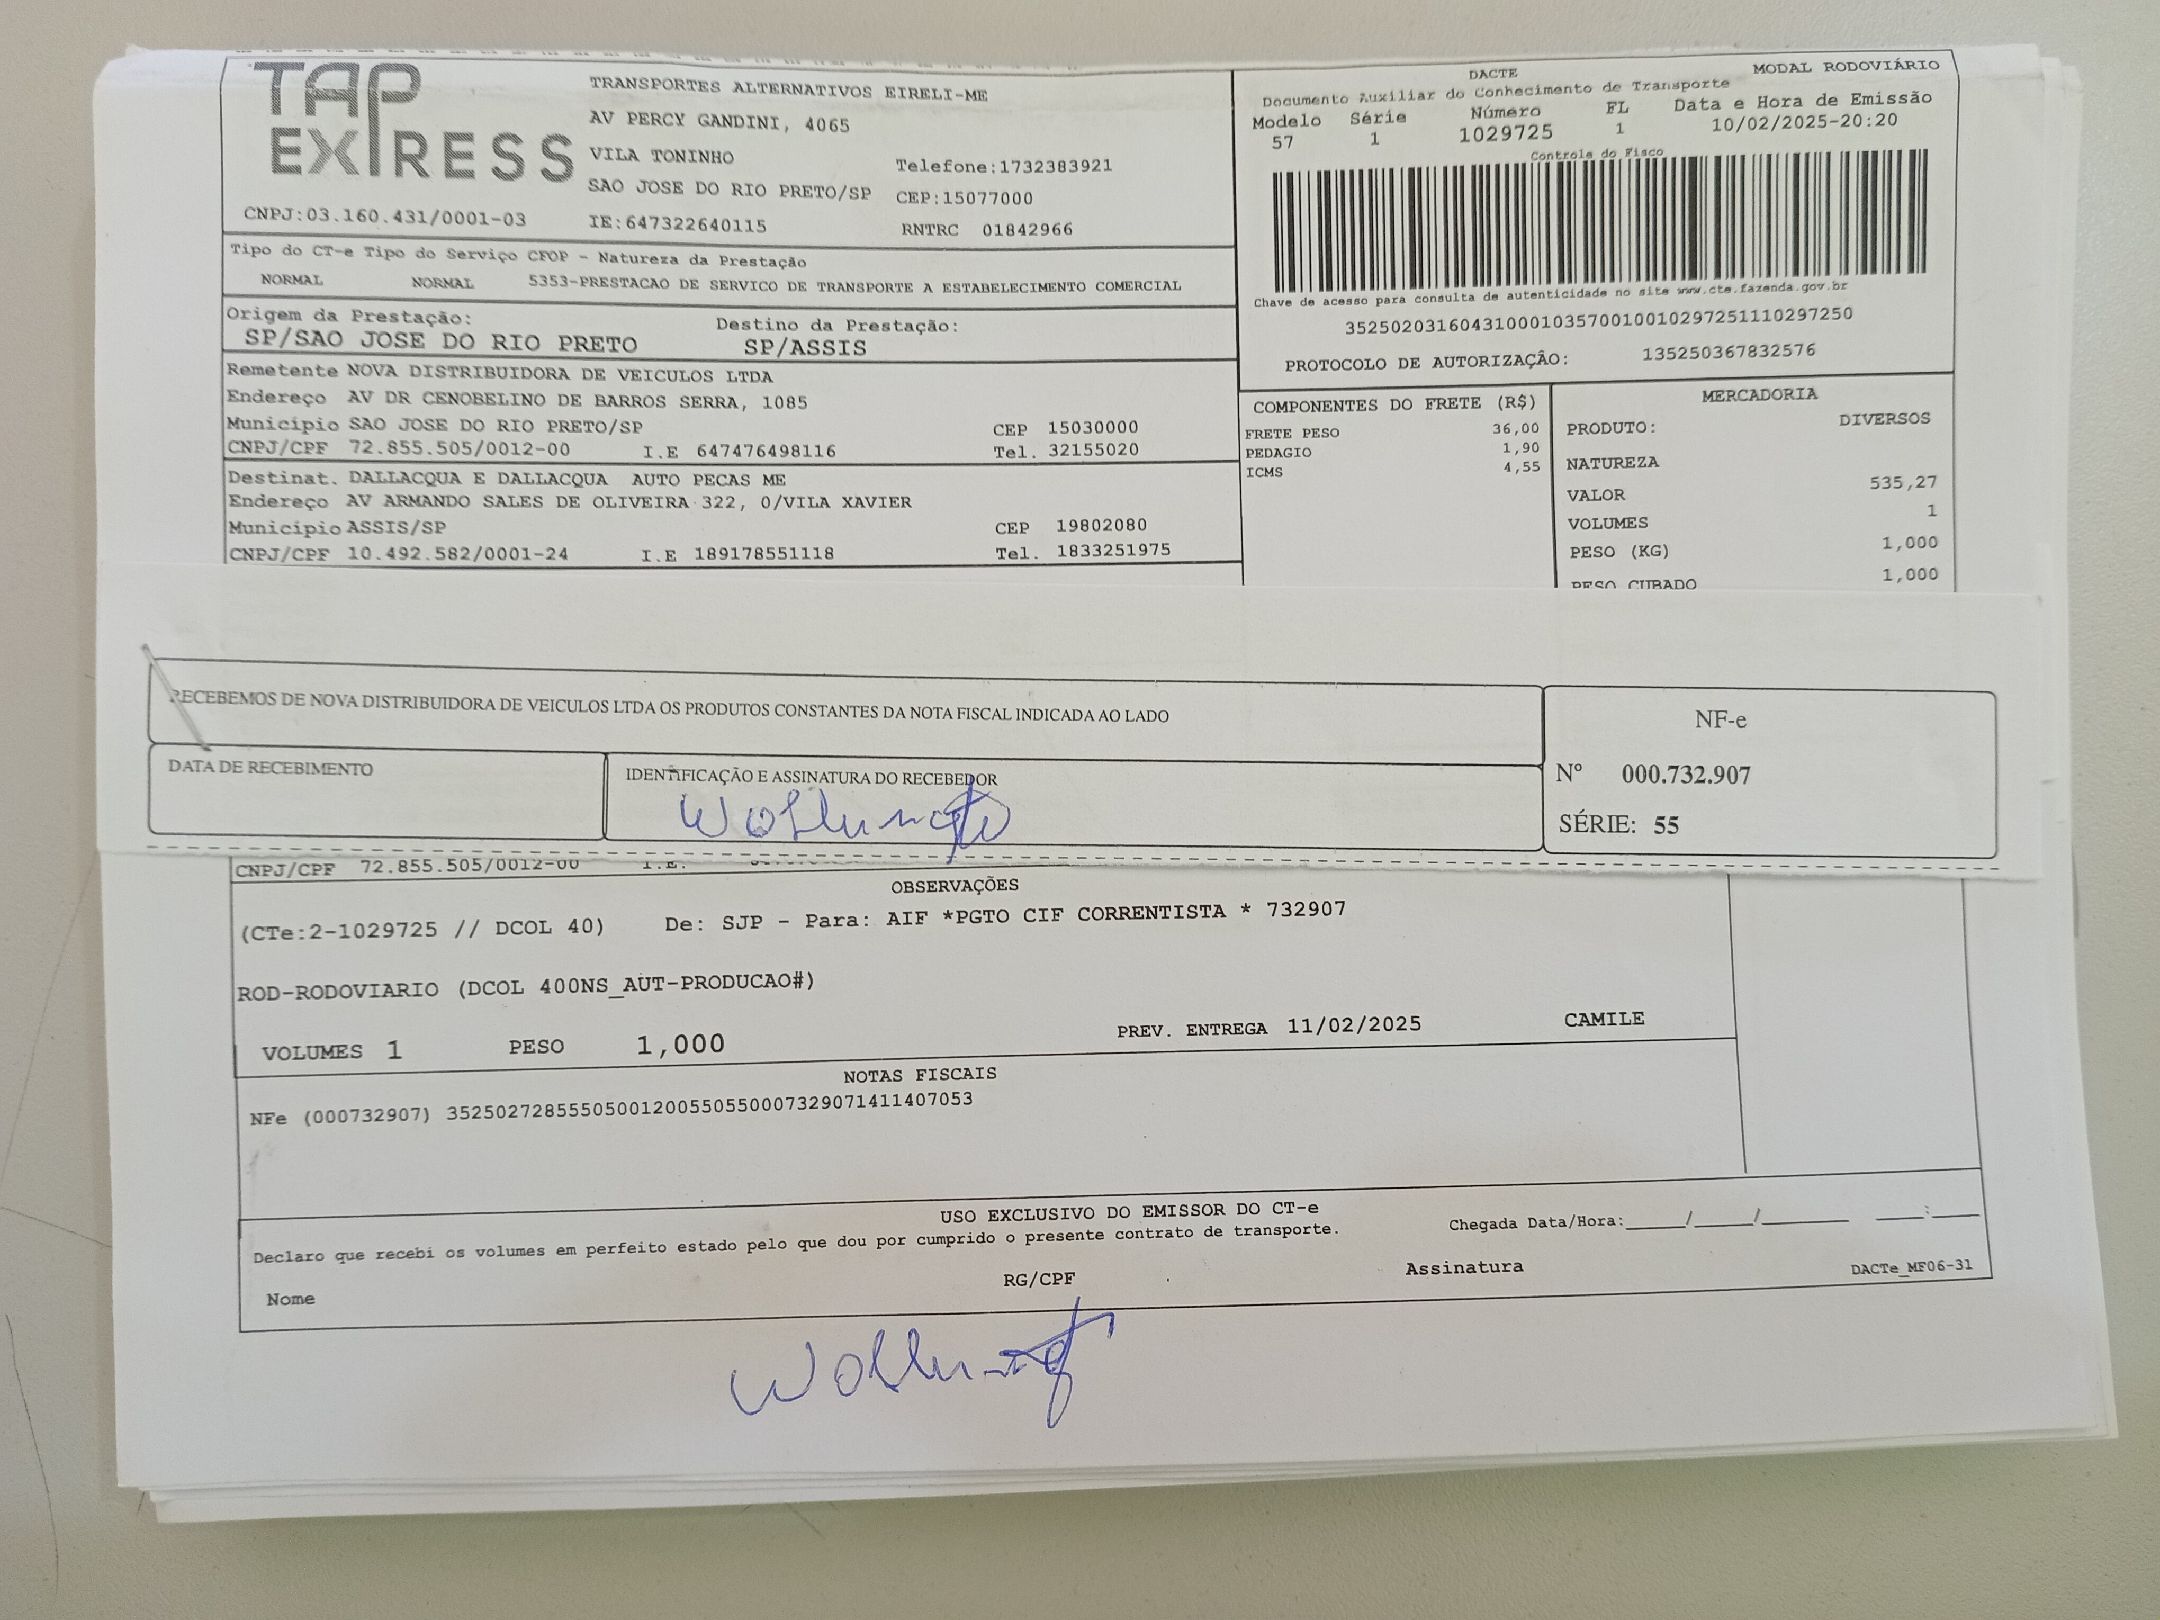 TAP EXPRESS
TRANSPORTES ALTERNATIVOS EIRELI-ME
AV PERCY GANDINI, 4065
VILA TONINHO Telefone:1732383921
SAO JOSE DO RIO PRETO/SP CEP:15077000
CNPJ:03.160.431/0001-03 IE:647322640115 RNTRC 01842966
DACTE MODAL RODOVIÁRIO
Documento Auxiliar do Conhecimento de Transporte
Modelo Série Número FL Data e Hora de Emissão
57 1 1029725 1 10/02/2025-20:20
Controle do Fisco
Chave de acesso para consulta de autenticidade no site www.cte.fazenda.gov.br
35250203160431000103570010010297251110297250
PROTOCOLO DE AUTORIZAÇÃO: 135250367832576
Tipo do CT-e Tipo do Serviço CFOP - Natureza da Prestação
NORMAL NORMAL 5353-PRESTACAO DE SERVICO DE TRANSPORTE A ESTABELECIMENTO COMERCIAL
Origem da Prestação: Destino da Prestação:
SP/SAO JOSE DO RIO PRETO SP/ASSIS
Remetente NOVA DISTRIBUIDORA DE VEICULOS LTDA
Endereço AV DR CENOBELINO DE BARROS SERRA, 1085
Município SAO JOSE DO RIO PRETO/SP CEP 15030000
CNPJ/CPF 72.855.505/0012-00 I.E 647476498116 Tel. 32155020
Destinat. DALLACQUA E DALLACQUA AUTO PECAS ME
Endereço AV ARMANDO SALES DE OLIVEIRA 322, 0/VILA XAVIER
Município ASSIS/SP CEP 19802080
CNPJ/CPF 10.492.582/0001-24 I.E 189178551118 Tel. 1833251975
COMPONENTES DO FRETE (R$)
FRETE PESO 36,00
PEDAGIO 1,90
ICMS 4,55
MERCADORIA
PRODUTO: DIVERSOS
NATUREZA
VALOR 535,27
VOLUMES 1
PESO (KG) 1,000
PESO CUBADO 1,000
RECEBEMOS DE NOVA DISTRIBUIDORA DE VEICULOS LTDA OS PRODUTOS CONSTANTES DA NOTA FISCAL INDICADA AO LADO
DATA DE RECEBIMENTO IDENTIFICAÇÃO E ASSINATURA DO RECEBEDOR
NF-e
Nº 000.732.907
SÉRIE: 55
CNPJ/CPF 72.855.505/0012-00 I.E.
OBSERVAÇÕES
(CTe:2-1029725 // DCOL 40) De: SJP - Para: AIF *PGTO CIF CORRENTISTA * 732907
ROD-RODOVIARIO (DCOL 400NS_AUT-PRODUCAO#)
VOLUMES 1 PESO 1,000 PREV. ENTREGA 11/02/2025 CAMILE
NOTAS FISCAIS
NFe (000732907) 35250272855505001200550550007329071411407053
USO EXCLUSIVO DO EMISSOR DO CT-e
Declaro que recebi os volumes em perfeito estado pelo que dou por cumprido o presente contrato de transporte. Chegada Data/Hora:____/____/______ ___:___
Nome RG/CPF Assinatura DACTe_MF06-31